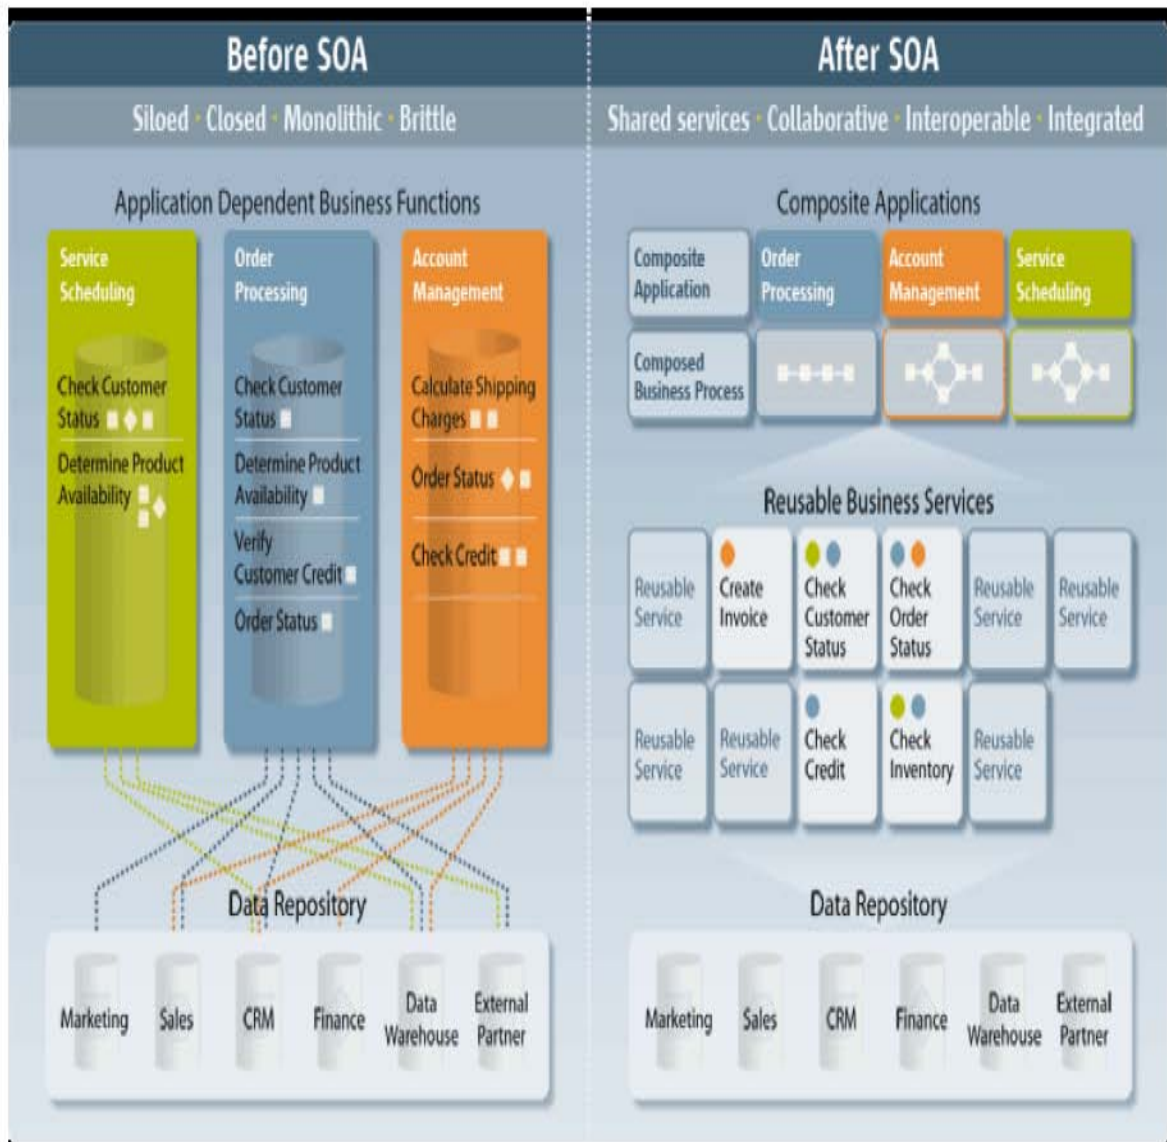 Before SOA
Siloed · Closed · Monolithic · Brittle
Application Dependent Business Functions
Service
Scheduling
Check Customer
Status
Determine Product
Availability
Order
Processing
Check Customer
Status
Determine Product
Availability
Verify
Customer Credit
Order Status
Account
Management
Calculate Shipping
Charges
Order Status
Check Credit
Data Repository
Marketing
Sales
CRM
Finance
Data
Warehouse
External
Partner
After SOA
Shared services · Collaborative · Interoperable · Integrated
Composite Applications
Composite
Application
Order
Processing
Account
Management
Service
Scheduling
Composed
Business Process
Reusable Business Services
Reusable
Service
Create
Invoice
Check
Customer
Status
Check
Order
Status
Reusable
Service
Reusable
Service
Reusable
Service
Reusable
Service
Check
Credit
Check
Inventory
Reusable
Service
Data Repository
Marketing
Sales
CRM
Finance
Data
Warehouse
External
Partner